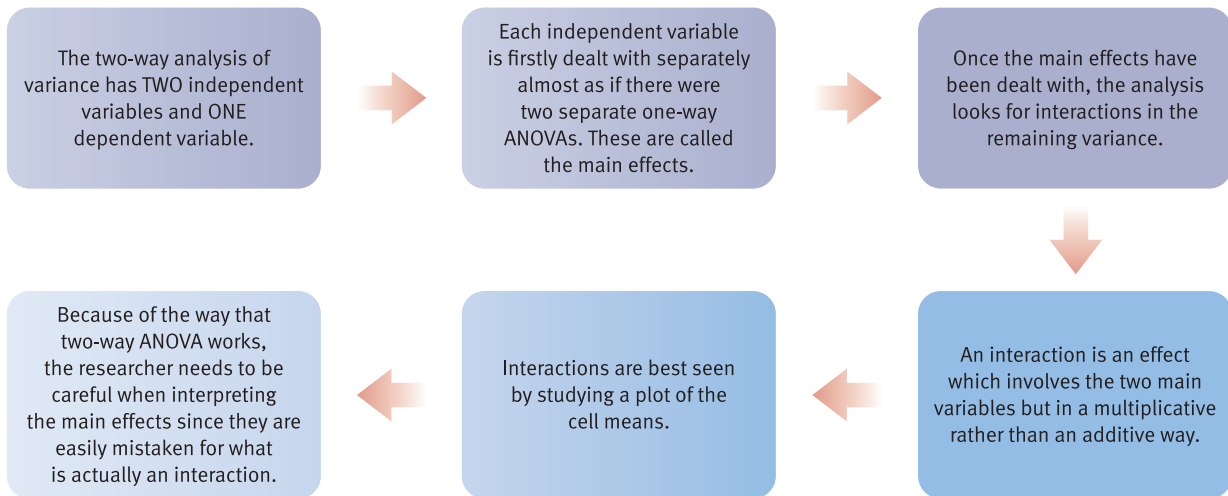 The two-way analysis of
variance has TWO independent
variables and ONE
dependent variable.
Each independent variable
is firstly dealt with separately
almost as if there were
two separate one-way
ANOVAs. These are called
the main effects.
Once the main effects have
been dealt with, the analysis
looks for interactions in the
remaining variance.
An interaction is an effect
which involves the two main
variables but in a multiplicative
rather than an additive way.
Interactions are best seen
by studying a plot of the
cell means.
Because of the way that
two-way ANOVA works,
the researcher needs to be
careful when interpreting
the main effects since they are
easily mistaken for what
is actually an interaction.